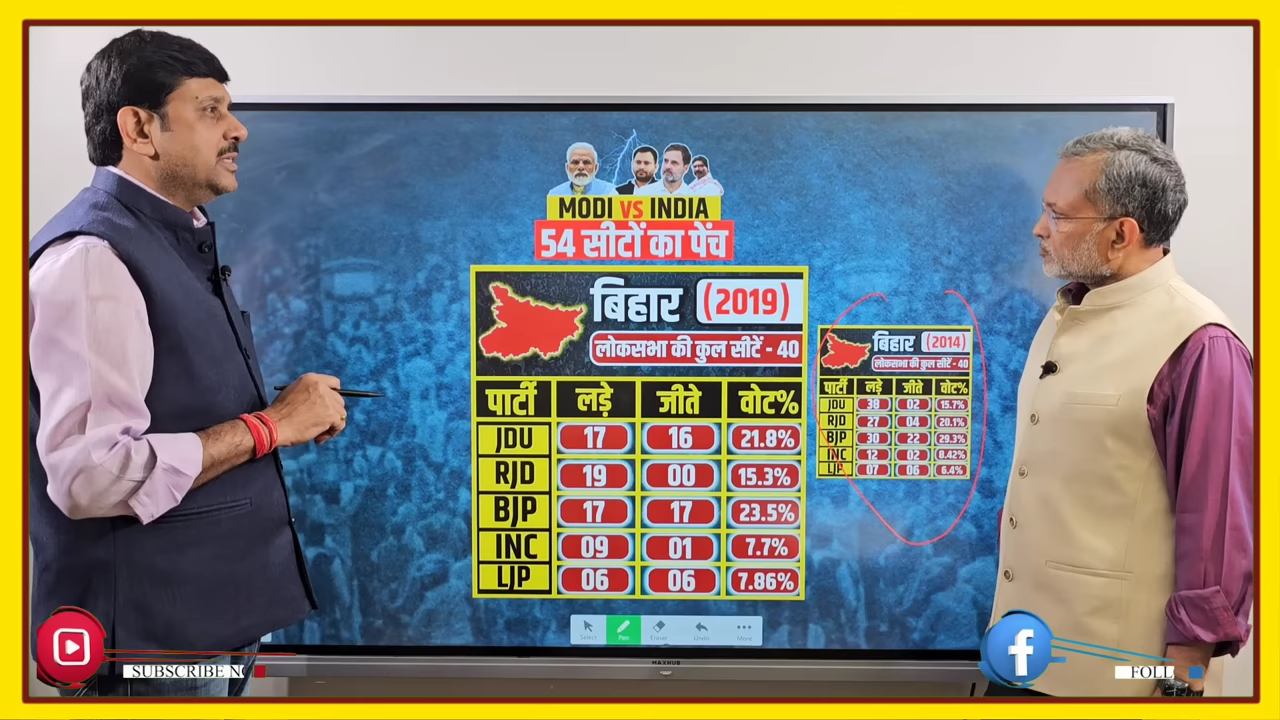 MODI VS INDIA
54 सीटों का पेंच
बिहार (2019)
लोकसभा की कुल सीटें - 40
पार्टी लड़े जीते वोट%
JDU 17 16 21.8%
RJD 19 00 15.3%
BJP 17 17 23.5%
INC 09 01 7.7%
LJP 06 06 7.86%
बिहार (2014)
लोकसभा की कुल सीटें - 40
पार्टी लड़े जीते वोट%
JDU 38 02 15.7%
RJD 27 04 20.1%
BJP 30 22 29.3%
INC 12 02 8.42%
LJP 07 06 6.4%
Select Pen Eraser Undo More
MAXHUB
SUBSCRIBE NO
f FOLL